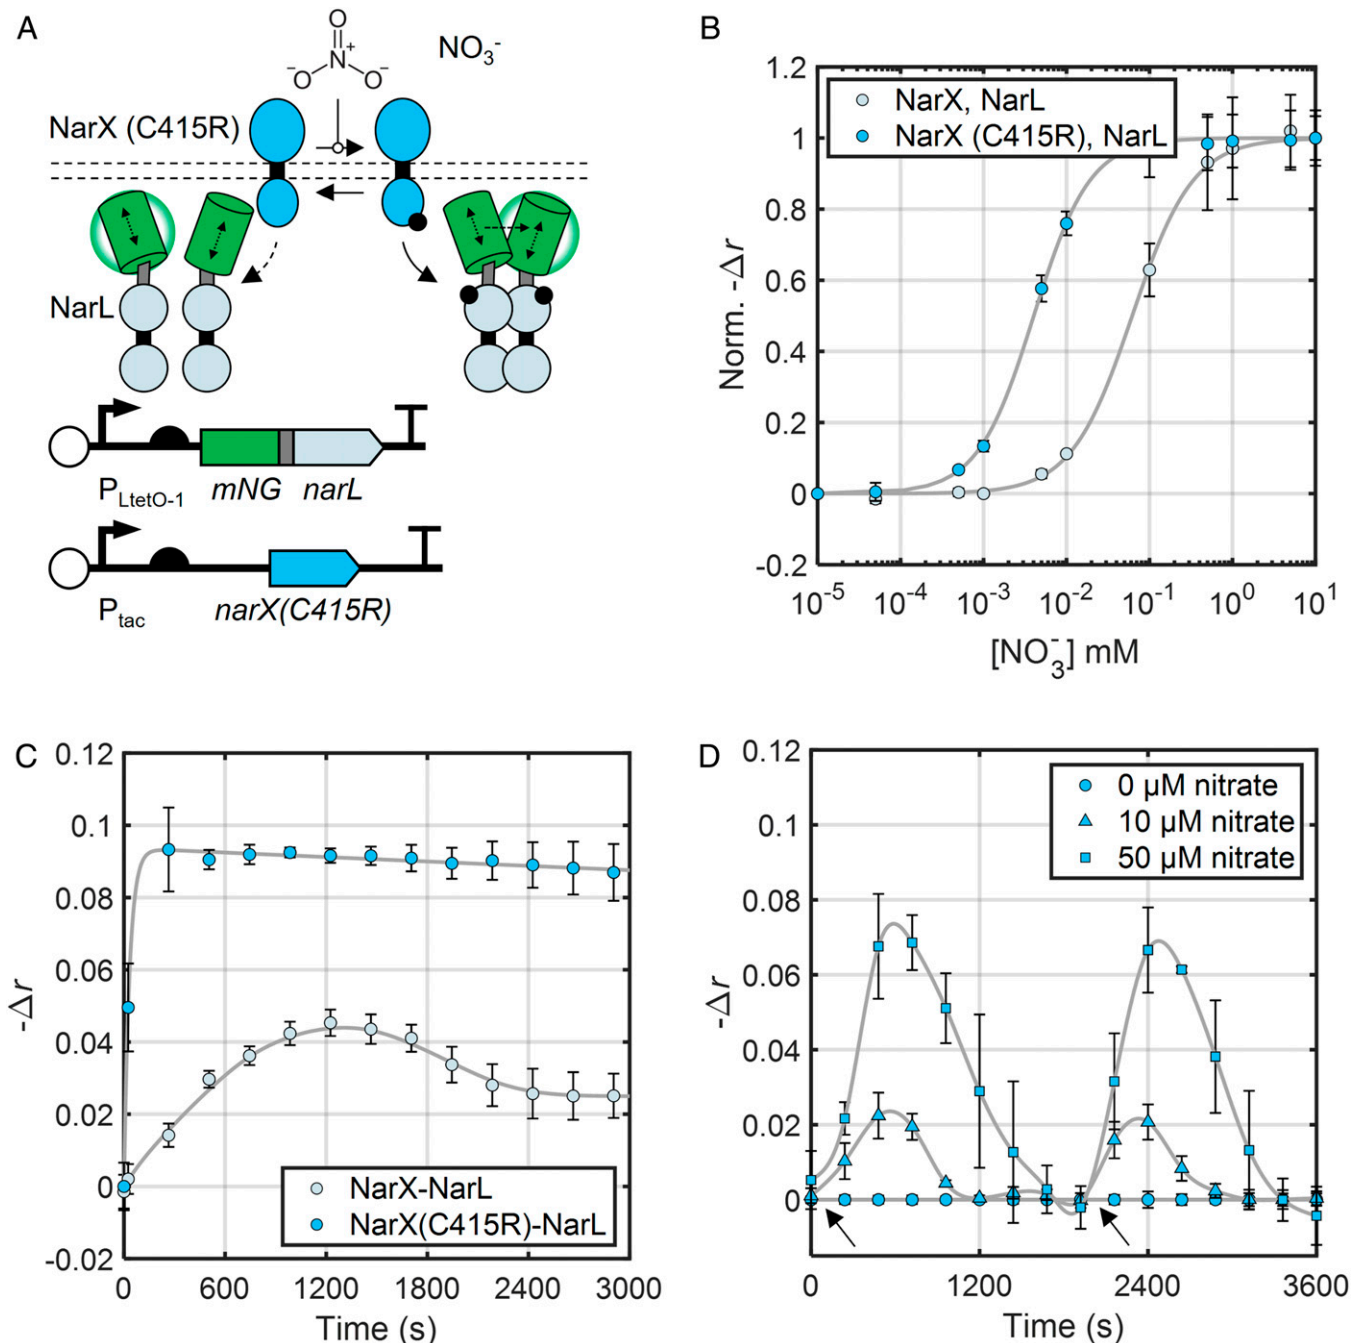 A
O
N+
−O
O−
NO3-
NarX (C415R)
NarL
PLtetO-1
mNG
narL
Ptac
narX(C415R)
B
1.2
1
0.8
0.6
0.4
0.2
0
-0.2
Norm. -Δr
NarX, NarL
NarX (C415R), NarL
10-5
10-4
10-3
10-2
10-1
100
101
[NO3-] mM
C
0.12
0.1
0.08
0.06
0.04
0.02
0
-0.02
-Δr
NarX-NarL
NarX(C415R)-NarL
0
600
1200
1800
2400
3000
Time (s)
D
0.12
0.1
0.08
0.06
0.04
0.02
0
-Δr
0 µM nitrate
10 µM nitrate
50 µM nitrate
0
1200
2400
3600
Time (s)